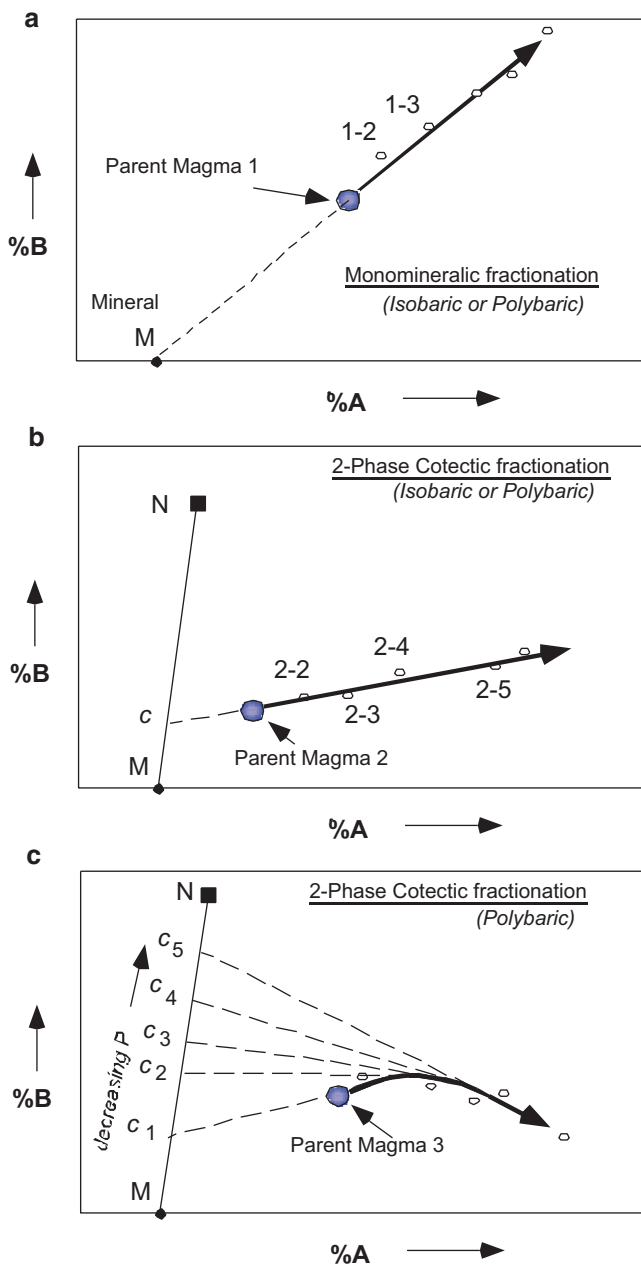 a
1-3
1-2
Parent Magma 1
%B
Monomineralic fractionation
(Isobaric or Polybaric)
Mineral
M
%A
b
2-Phase Cotectic fractionation
(Isobaric or Polybaric)
N
%B
2-4
2-2
2-5
2-3
c
Parent Magma 2
M
%A
c
2-Phase Cotectic fractionation
(Polybaric)
N
c5
c4
c3
c2
c1
decreasing P
%B
Parent Magma 3
M
%A